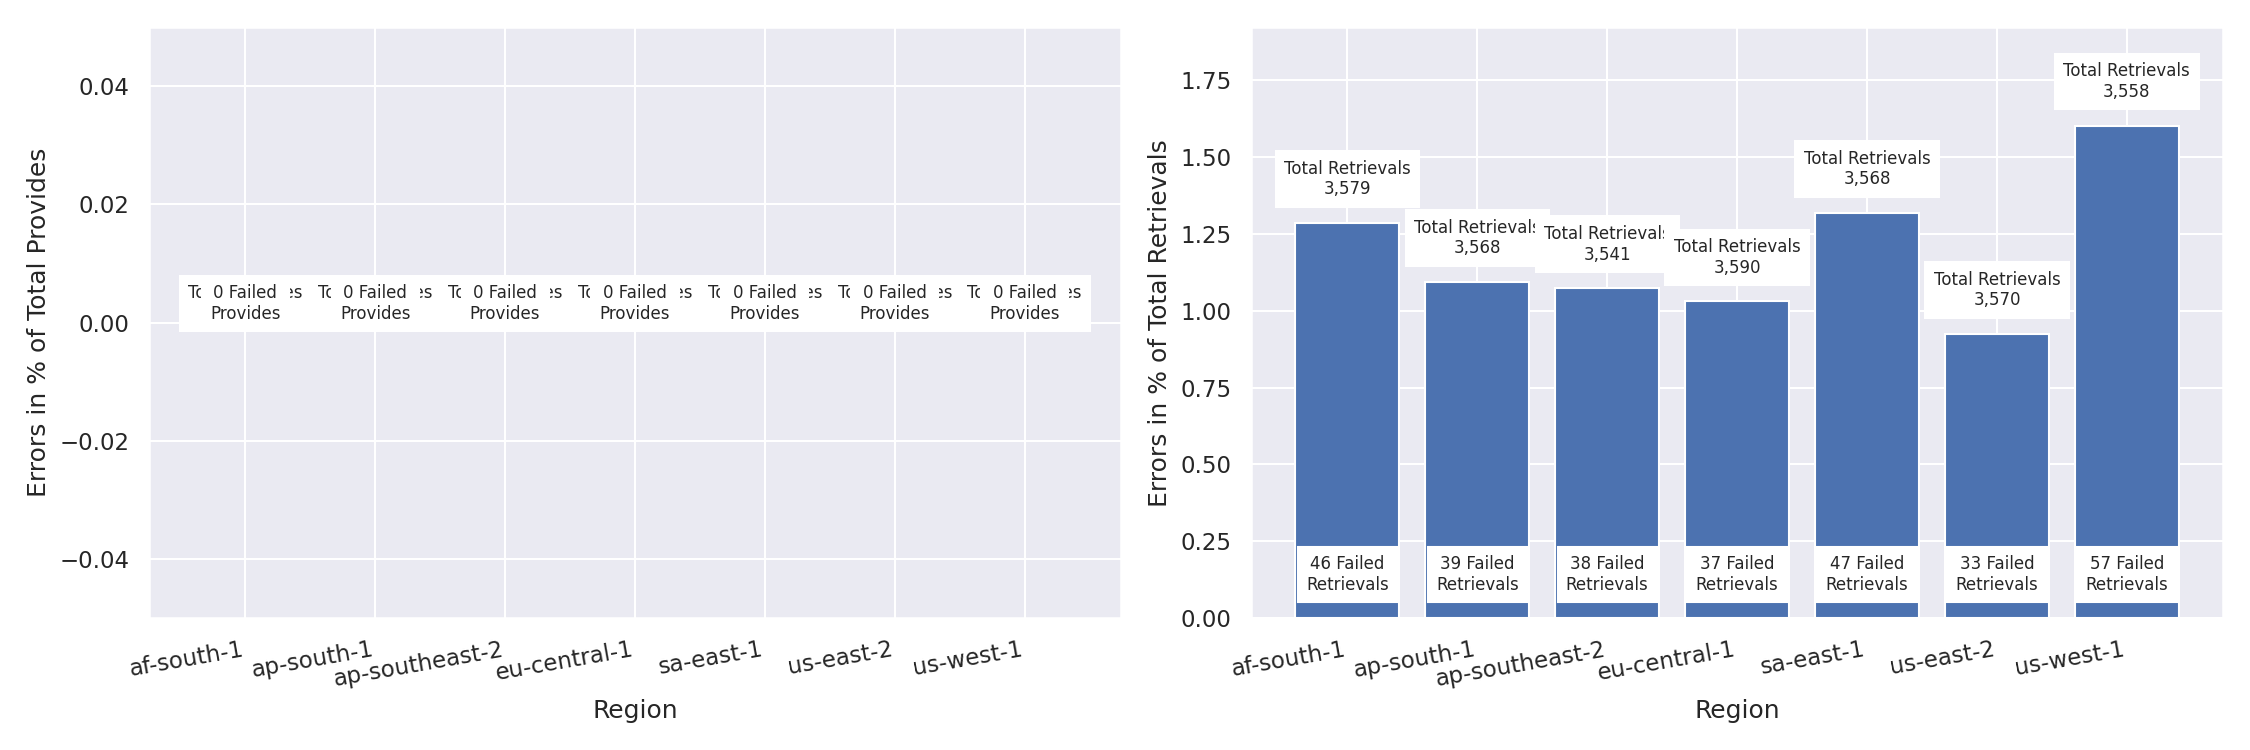 Errors in % of Total Provides
0.04
0.02
0.00
−0.02
−0.04
0 Failed
Provides
0 Failed
Provides
0 Failed
Provides
0 Failed
Provides
0 Failed
Provides
0 Failed
Provides
0 Failed
Provides
af-south-1
ap-south-1
ap-southeast-2
eu-central-1
sa-east-1
us-east-2
us-west-1
Region
Errors in % of Total Retrievals
1.75
1.50
1.25
1.00
0.75
0.50
0.25
0.00
Total Retrievals
3,579
Total Retrievals
3,568
Total Retrievals
3,541
Total Retrievals
3,590
Total Retrievals
3,568
Total Retrievals
3,570
Total Retrievals
3,558
46 Failed
Retrievals
39 Failed
Retrievals
38 Failed
Retrievals
37 Failed
Retrievals
47 Failed
Retrievals
33 Failed
Retrievals
57 Failed
Retrievals
af-south-1
ap-south-1
ap-southeast-2
eu-central-1
sa-east-1
us-east-2
us-west-1
Region